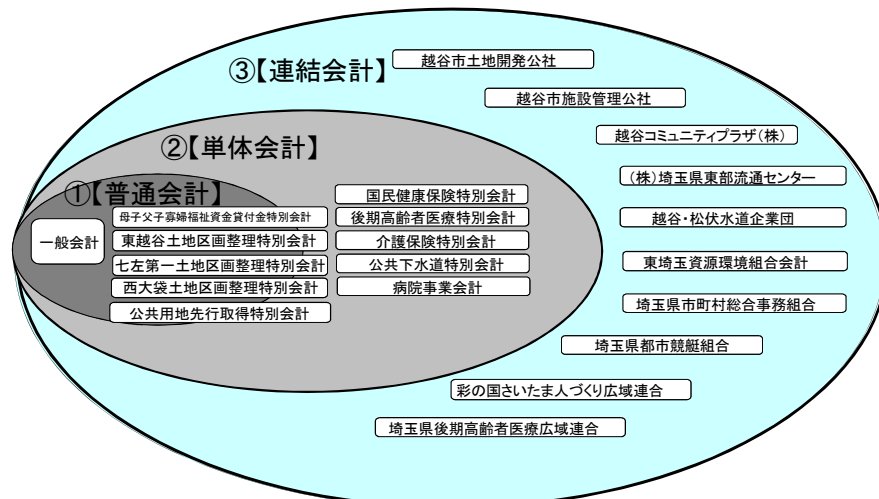 ③【連結会計】
越谷市土地開発公社
越谷市施設管理公社
越谷コミュニティプラザ(株)
(株)埼玉県東部流通センター
越谷・松伏水道企業団
東埼玉資源環境組合会計
埼玉県市町村総合事務組合
埼玉県都市競艇組合
彩の国さいたま人づくり広域連合
埼玉県後期高齢者医療広域連合
②【単体会計】
国民健康保険特別会計
後期高齢者医療特別会計
介護保険特別会計
公共下水道特別会計
病院事業会計
①【普通会計】
一般会計
母子父子寡婦福祉資金貸付金特別会計
東越谷土地区画整理特別会計
七左第一土地区画整理特別会計
西大袋土地区画整理特別会計
公共用地先行取得特別会計